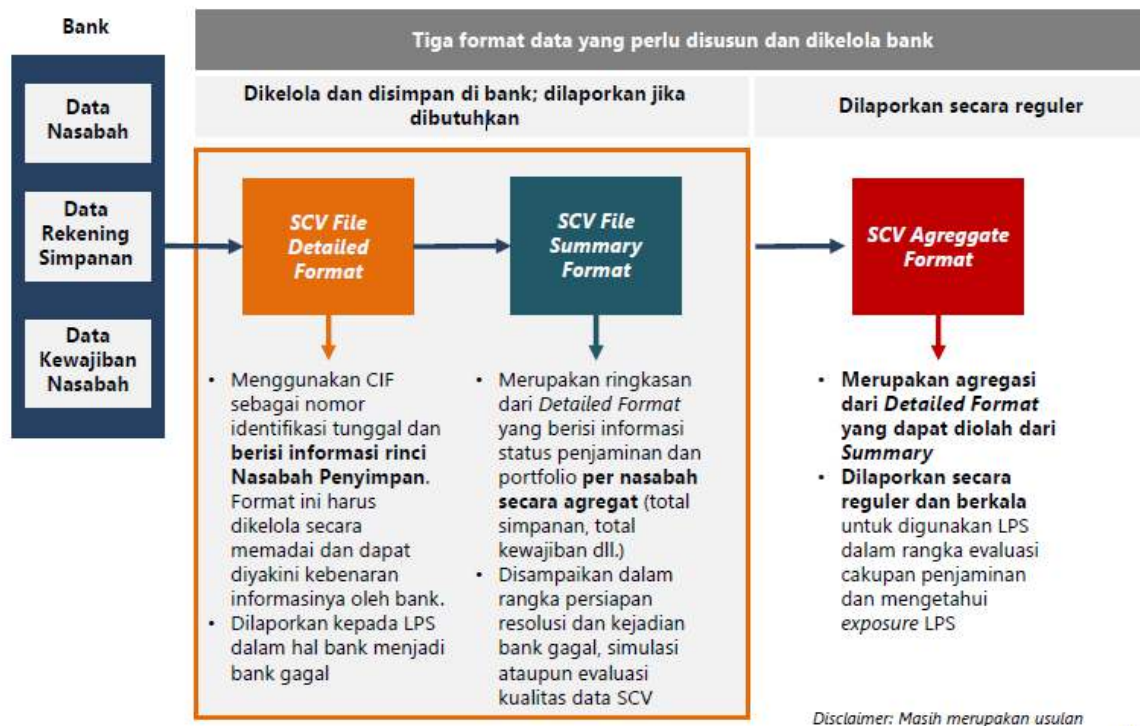 Bank
Tiga format data yang perlu disusun dan dikelola bank
Dikelola dan disimpan di bank; dilaporkan jika
dibutuhkan
Dilaporkan secara reguler
Data
Nasabah
Data
Rekening
Simpanan
Data
Kewajiban
Nasabah
SCV File
Detailed
Format
SCV File
Summary
Format
SCV Agreggate
Format
• Menggunakan CIF
sebagai nomor
identifikasi tunggal dan
berisi informasi rinci
Nasabah Penyimpan.
Format ini harus
dikelola secara
memadai dan dapat
diyakini kebenaran
informasinya oleh bank.
• Dilaporkan kepada LPS
dalam hal bank menjadi
bank gagal
• Merupakan ringkasan
dari Detailed Format
yang berisi informasi
status penjaminan dan
portfolio per nasabah
secara agregat (total
simpanan, total
kewajiban dll.)
• Disampaikan dalam
rangka persiapan
resolusi dan kejadian
bank gagal, simulasi
ataupun evaluasi
kualitas data SCV
• Merupakan agregasi
dari Detailed Format
yang dapat diolah dari
Summary
• Dilaporkan secara
reguler dan berkala
untuk digunakan LPS
dalam rangka evaluasi
cakupan penjaminan
dan mengetahui
exposure LPS
Disclaimer: Masih merupakan usulan